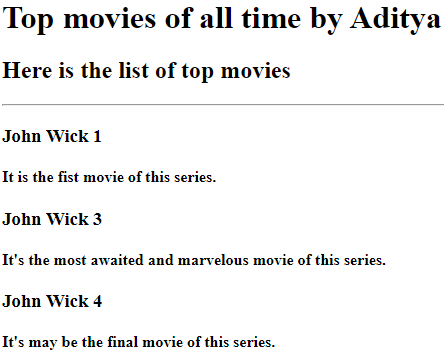 Top movies of all time by Aditya
Here is the list of top movies
John Wick 1
It is the fist movie of this series.
John Wick 3
It's the most awaited and marvelous movie of this series.
John Wick 4
It's may be the final movie of this series.